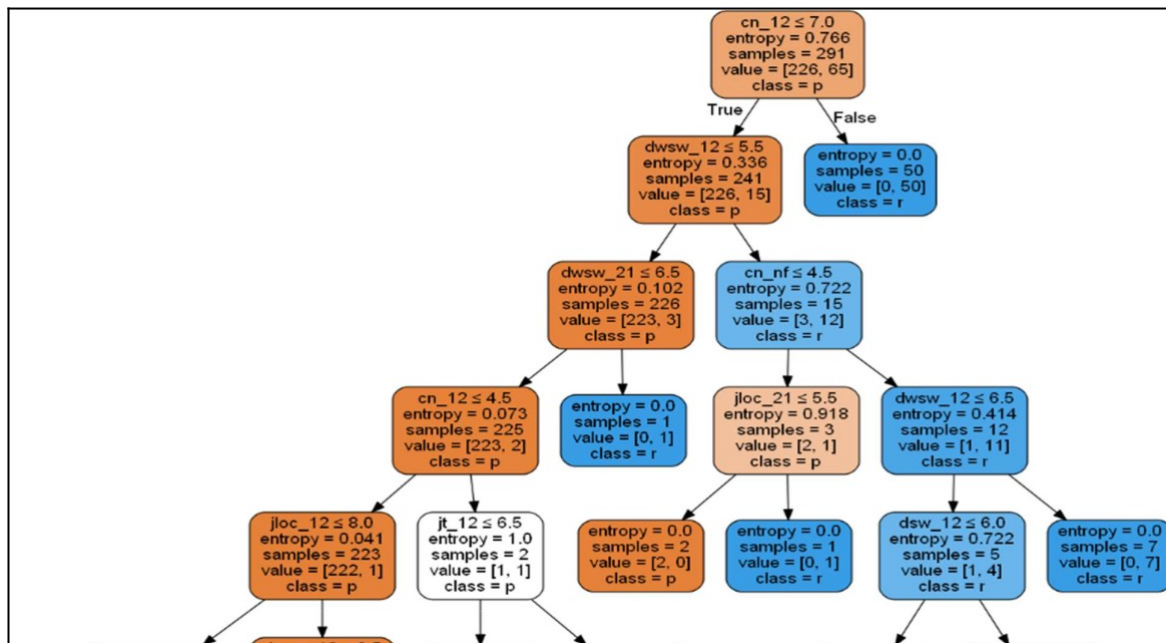 cn_12 ≤ 7.0
entropy = 0.766
samples = 291
value = [226, 65]
class = p
True
False
dwsw_12 ≤ 5.5
entropy = 0.336
samples = 241
value = [226, 15]
class = p
entropy = 0.0
samples = 50
value = [0, 50]
class = r
dwsw_21 ≤ 6.5
entropy = 0.102
samples = 226
value = [223, 3]
class = p
cn_nf ≤ 4.5
entropy = 0.722
samples = 15
value = [3, 12]
class = r
cn_12 ≤ 4.5
entropy = 0.073
samples = 225
value = [223, 2]
class = p
entropy = 0.0
samples = 1
value = [0, 1]
class = r
jloc_21 ≤ 5.5
entropy = 0.918
samples = 3
value = [2, 1]
class = p
dwsw_12 ≤ 6.5
entropy = 0.414
samples = 12
value = [1, 11]
class = r
jloc_12 ≤ 8.0
entropy = 0.041
samples = 223
value = [222, 1]
class = p
jt_12 ≤ 6.5
entropy = 1.0
samples = 2
value = [1, 1]
class = p
entropy = 0.0
samples = 2
value = [2, 0]
class = p
entropy = 0.0
samples = 1
value = [0, 1]
class = r
dsw_12 ≤ 6.0
entropy = 0.722
samples = 5
value = [1, 4]
class = r
entropy = 0.0
samples = 7
value = [0, 7]
class = r